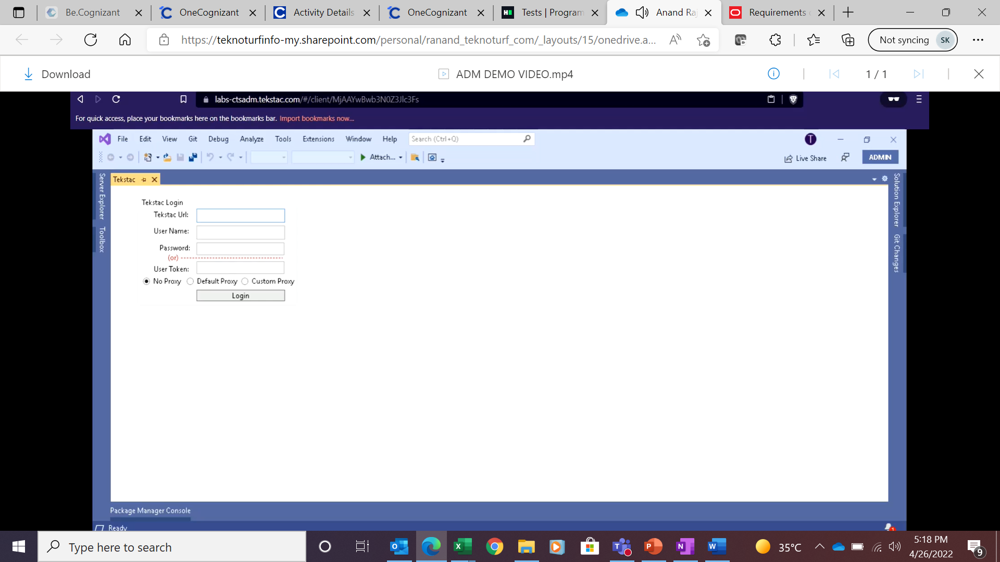 Be.Cognizant
OneCognizant
Activity Details
OneCognizant
Tests | Program
Anand Raj
Requirements
https://teknoturfinfo-my.sharepoint.com/personal/ranand_teknoturf_com/_layouts/15/onedrive.a...
Not syncing
SK
Download
ADM DEMO VIDEO.mp4
1 / 1
labs-ctsadm.tekstac.com/#/client/MjAAYwBwb3N0Z3Jlc3Fs
For quick access, place your bookmarks here on the bookmarks bar. Import bookmarks now...
File Edit View Git Debug Analyze Tools Extensions Window Help
Search (Ctrl+Q)
T
Attach...
Live Share
ADMIN
Server Explorer
Toolbox
Tekstac
Solution Explorer
Git Changes
Tekstac Login
Tekstac Url:
User Name:
Password:
(or)
User Token:
No Proxy Default Proxy Custom Proxy
Login
Package Manager Console
Ready
1
Type here to search
35°C
5:18 PM
4/26/2022
9